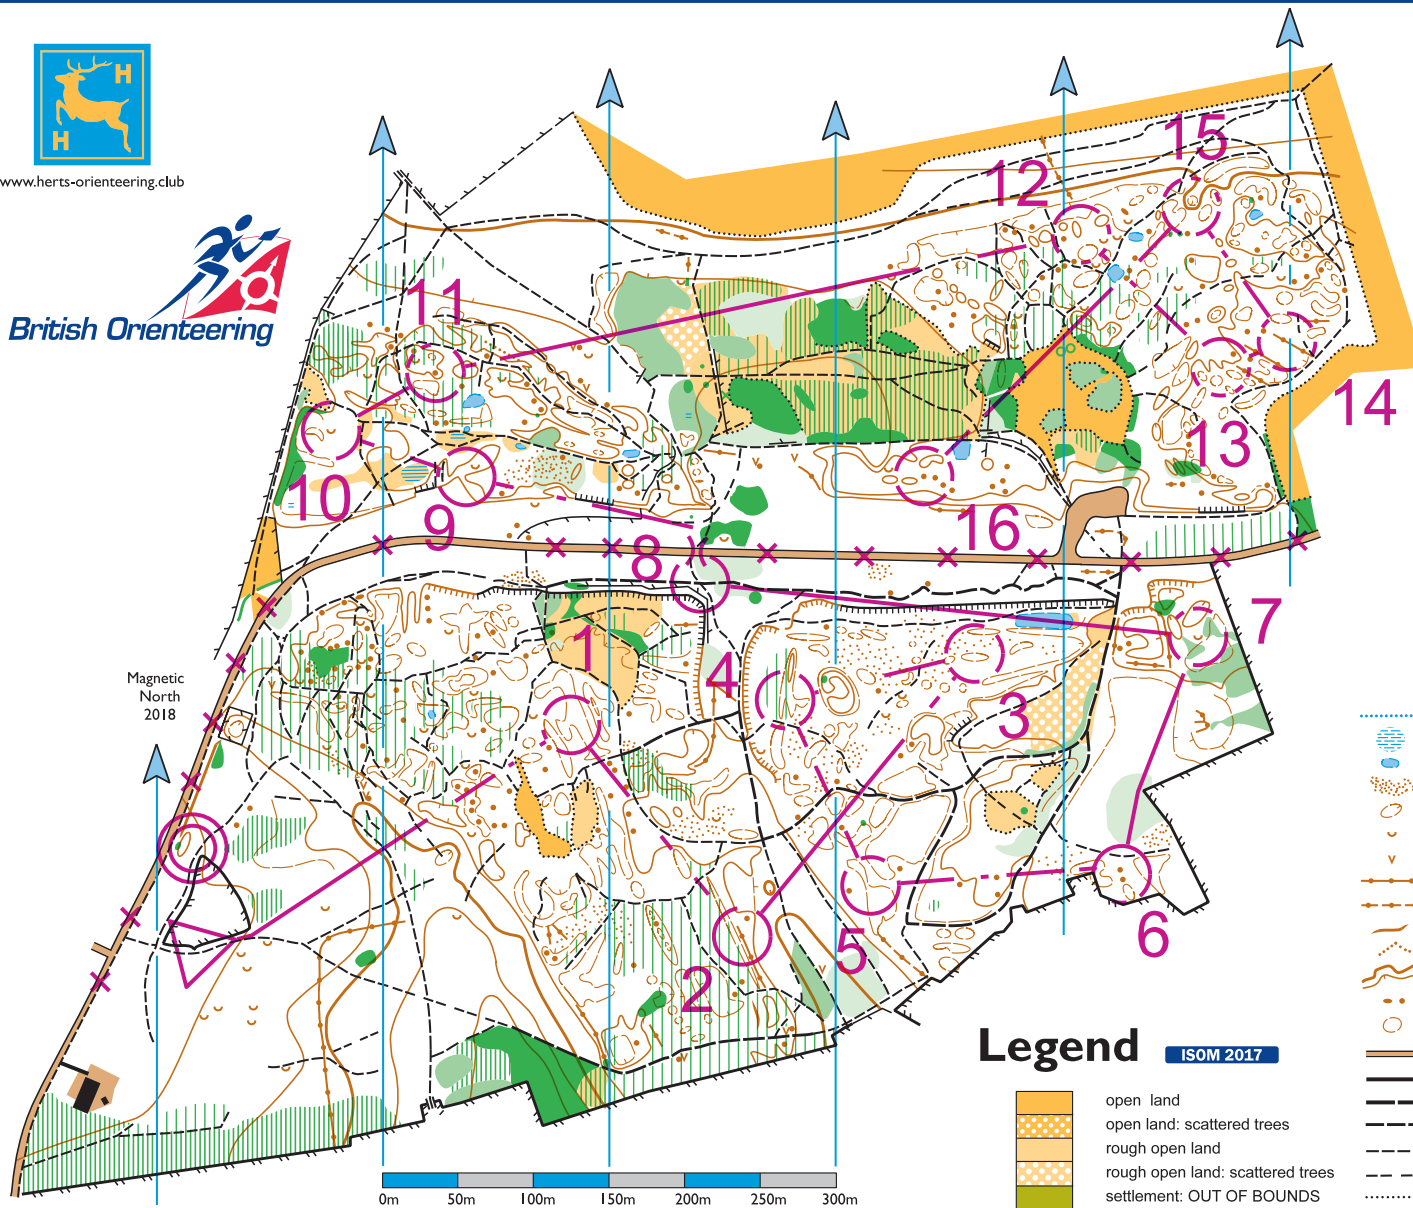 H
H
www.herts-orienteering.club
British Orienteering
15
12
11
14
13
10
9
16
8
1
7
4
3
Magnetic
North
2018
5
6
2
Legend ISOM 2017
open land
open land: scattered trees
rough open land
rough open land: scattered trees
settlement: OUT OF BOUNDS
0m 50m 100m 150m 200m 250m 300m